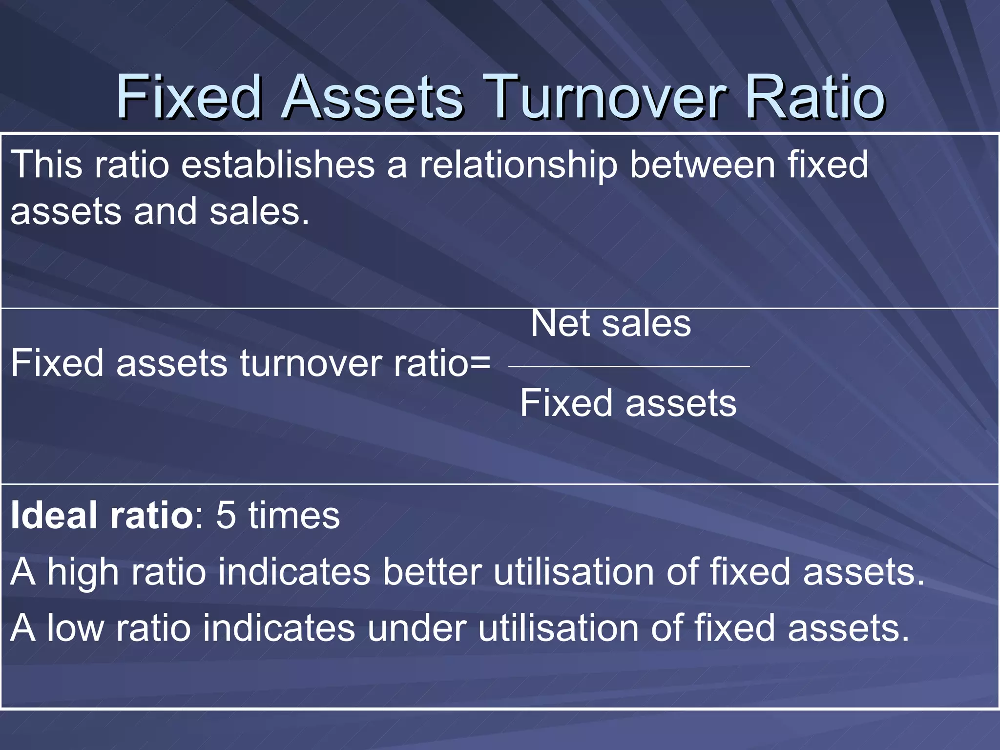 Fixed Assets Turnover Ratio
This ratio establishes a relationship between fixed
assets and sales.
Net sales
Fixed assets turnover ratio=
Fixed assets
Ideal ratio: 5 times
A high ratio indicates better utilisation of fixed assets.
A low ratio indicates under utilisation of fixed assets.